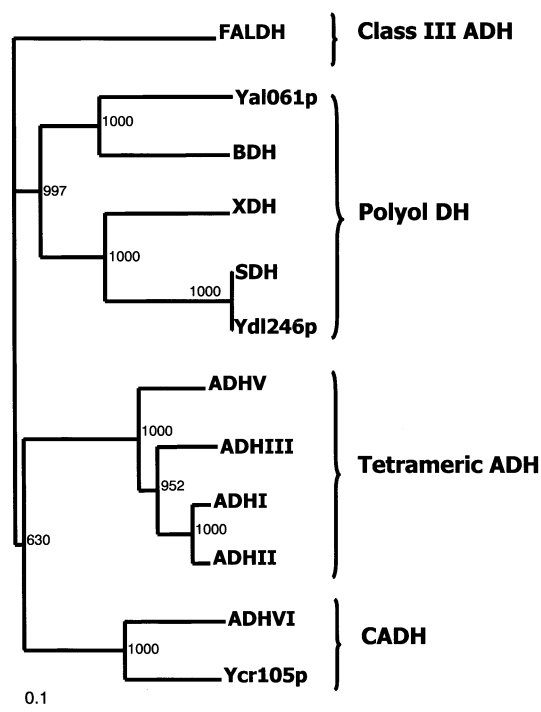 FALDH
Class III ADH
Yal061p
1000
BDH
997
Polyol DH
XDH
1000
SDH
1000
Ydl246p
ADHV
1000
ADHIII
Tetrameric ADH
952
ADHI
1000
ADHII
630
ADHVI
CADH
1000
Ycr105p
0.1